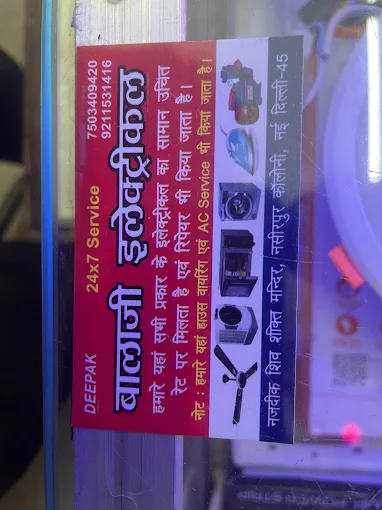 DEEPAK
24x7 Service
7503409420
9211531416
बालाजी इलेक्ट्रीकल
हमारे यहां सभी प्रकार के इलेक्ट्रीकल का सामान उचित
रेट पर मिलता है एवं रिपेयर भी किया जाता है।
नोट : हमारे यहां हाउस वायरिंग एवं AC Service भी किया जाता है।
नजदीक शिव शक्ति मन्दिर, नसीरपुर कॉलोनी, नई दिल्ली-45